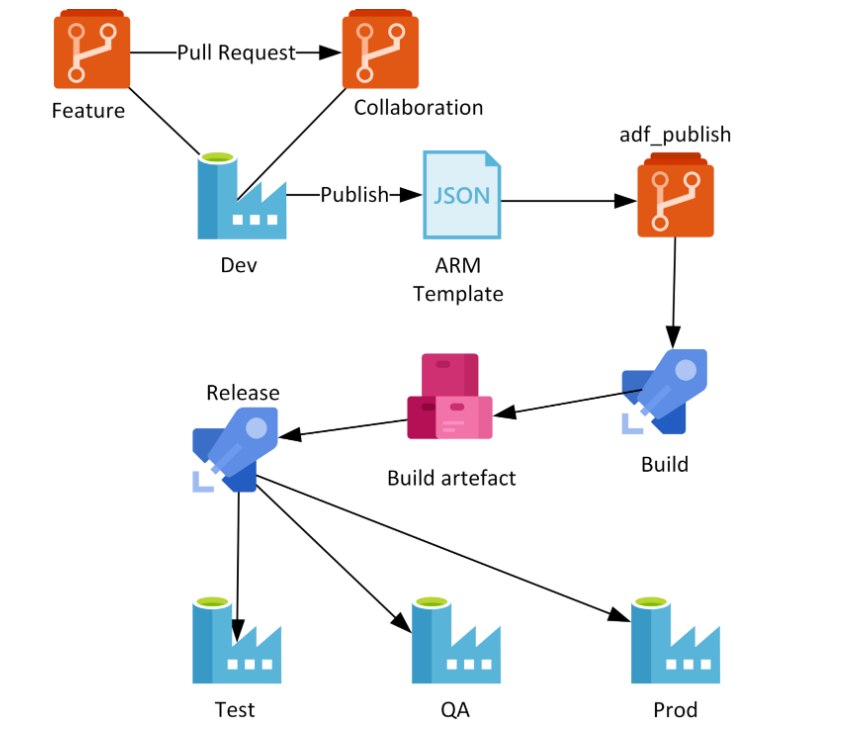 Pull Request
Feature
Collaboration
adf_publish
Publish
JSON
Dev
ARM
Template
Release
Build artefact
Build
Test
QA
Prod